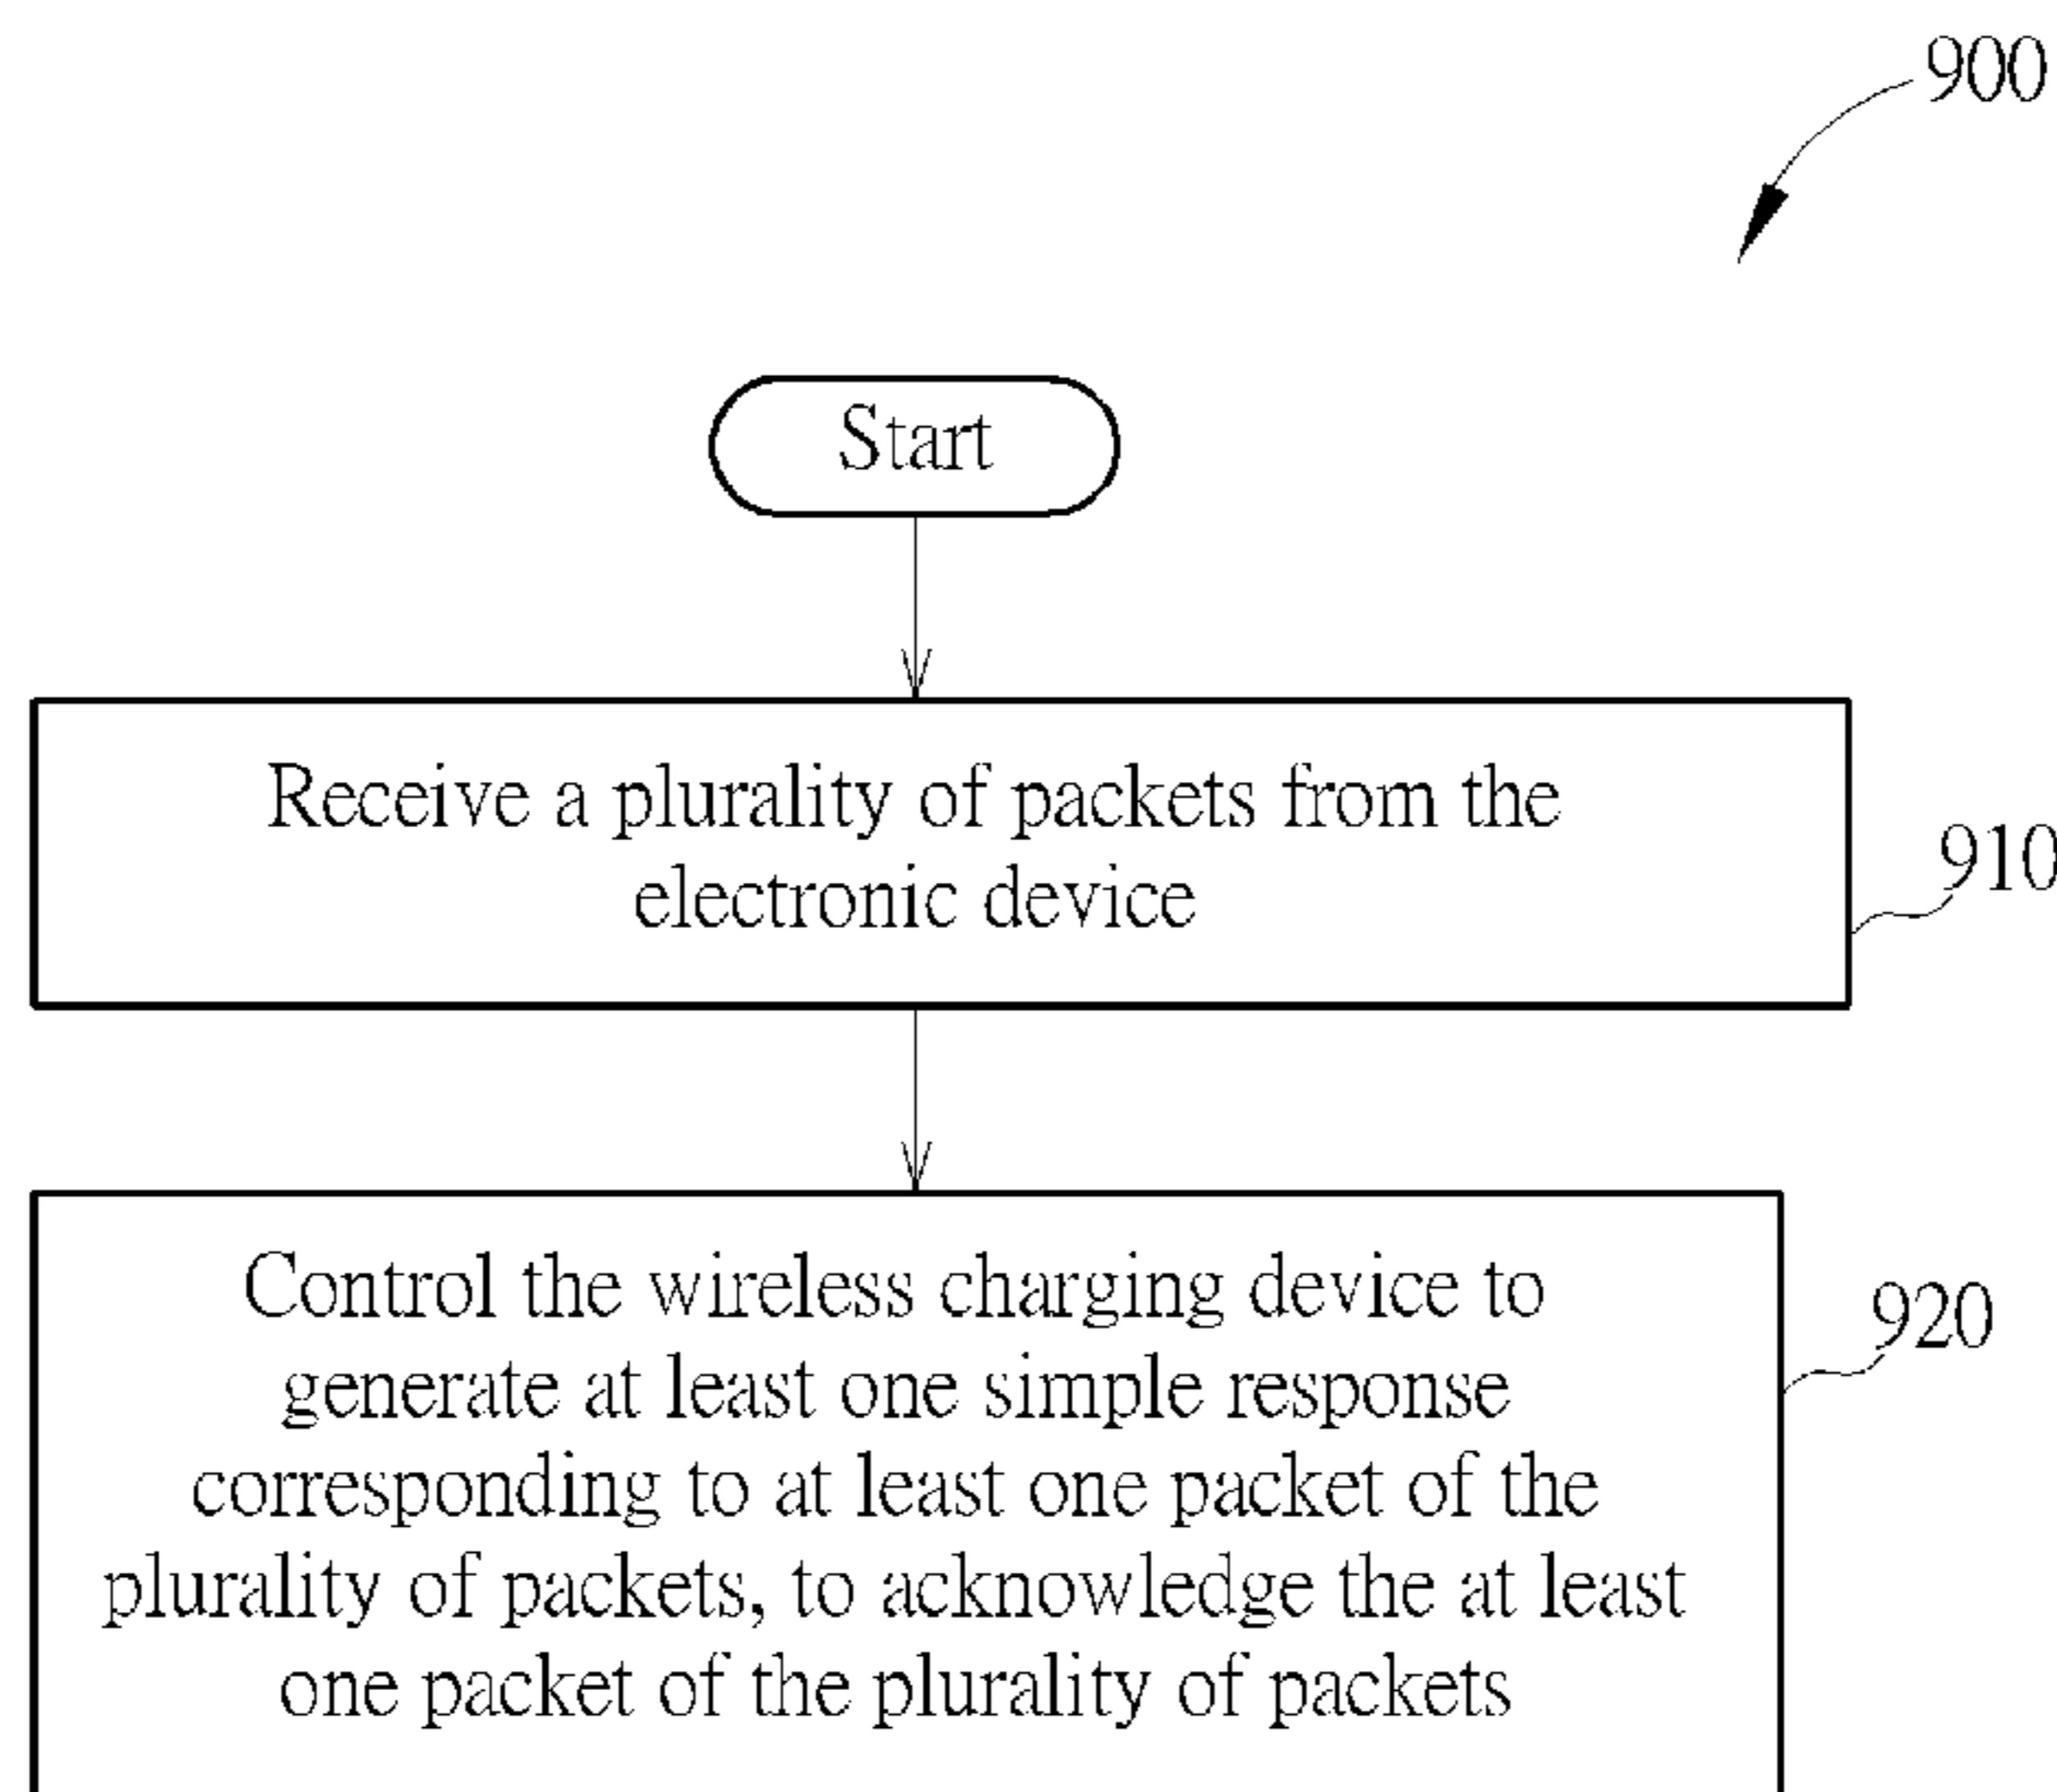 900
Start
Receive a plurality of packets from the
electronic device
910
Control the wireless charging device to
generate at least one simple response
corresponding to at least one packet of the
plurality of packets, to acknowledge the at least
one packet of the plurality of packets
920